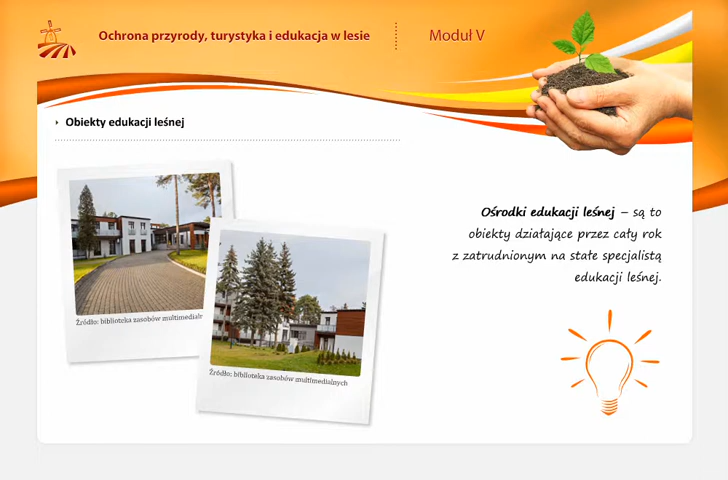 Ochrona przyrody, turystyka i edukacja w lesie
Moduł V
Obiekty edukacji leśnej
Ośrodki edukacji leśnej – są to
obiekty działające przez cały rok
z zatrudnionym na stałe specjalistą
edukacji leśnej.
Źródło: biblioteka zasobów multimedialn
Źródło: biblioteka zasobów multimedialnych